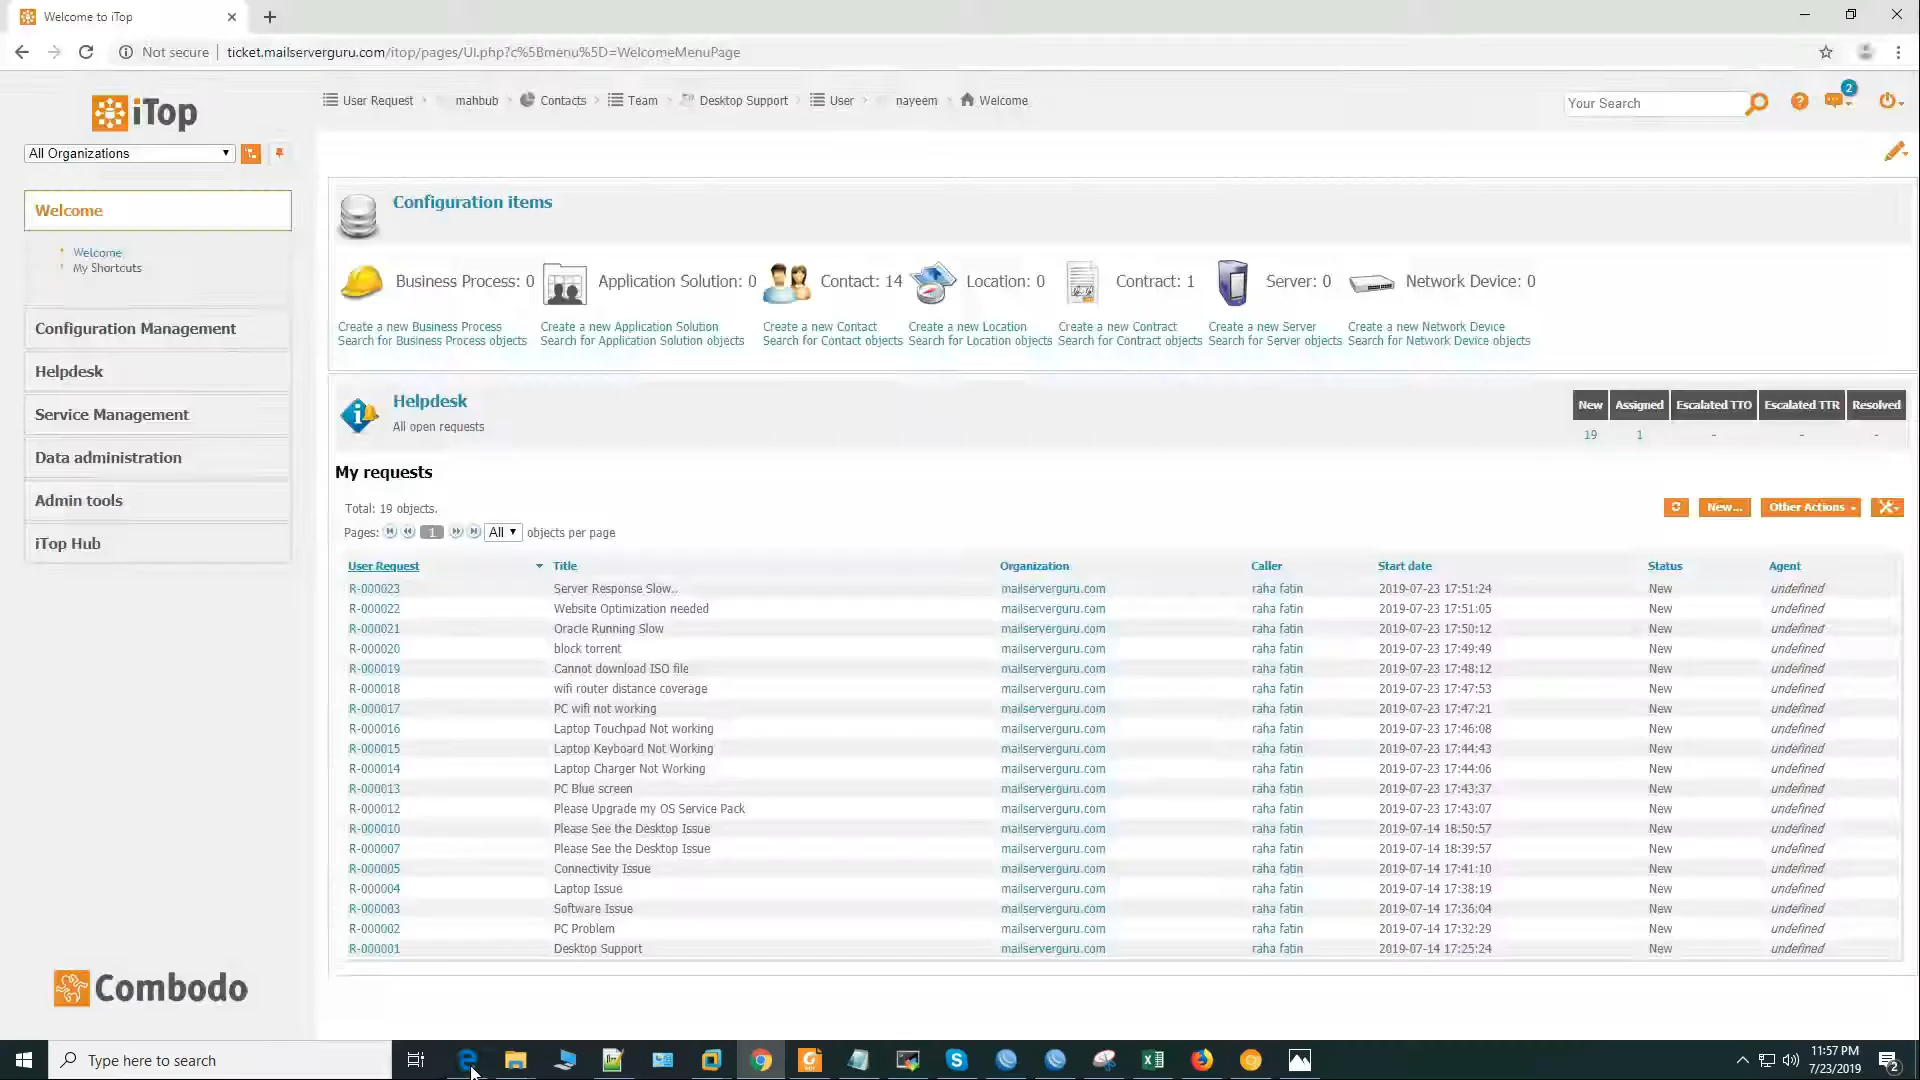 Welcome to iTop
Not secure | ticket.mailserverguru.com/itop/pages/UI.php?c%5Bmenu%5D=WelcomeMenuPage
iTop
User Request
mahbub
Contacts
Team
Desktop Support
User
nayeem
Welcome
Your Search
2
All Organizations
Welcome
Welcome
My Shortcuts
Configuration Management
Helpdesk
Service Management
Data administration
Admin tools
iTop Hub
Combodo
Configuration items
Business Process: 0 Application Solution: 0 Contact: 14 Location: 0 Contract: 1 Server: 0 Network Device: 0
Create a new Business Process Create a new Application Solution Create a new Contact Create a new Location Create a new Contract Create a new Server Create a new Network Device
Search for Business Process objects Search for Application Solution objects Search for Contact objects Search for Location objects Search for Contract objects Search for Server objects Search for Network Device objects
Helpdesk
All open requests
New Assigned Escalated TTO Escalated TTR Resolved
19 1 - - -
My requests
Total: 19 objects.
New... Other Actions
Pages: 1 All objects per page
User Request Title Organization Caller Start date Status Agent
R-000023 Server Response Slow.. mailserverguru.com raha fatin 2019-07-23 17:51:24 New undefined
R-000022 Website Optimization needed mailserverguru.com raha fatin 2019-07-23 17:51:05 New undefined
R-000021 Oracle Running Slow mailserverguru.com raha fatin 2019-07-23 17:50:12 New undefined
R-000020 block torrent mailserverguru.com raha fatin 2019-07-23 17:49:49 New undefined
R-000019 Cannot download ISO file mailserverguru.com raha fatin 2019-07-23 17:48:12 New undefined
R-000018 wifi router distance coverage mailserverguru.com raha fatin 2019-07-23 17:47:53 New undefined
R-000017 PC wifi not working mailserverguru.com raha fatin 2019-07-23 17:47:21 New undefined
R-000016 Laptop Touchpad Not working mailserverguru.com raha fatin 2019-07-23 17:46:08 New undefined
R-000015 Laptop Keyboard Not Working mailserverguru.com raha fatin 2019-07-23 17:44:43 New undefined
R-000014 Laptop Charger Not Working mailserverguru.com raha fatin 2019-07-23 17:44:06 New undefined
R-000013 PC Blue screen mailserverguru.com raha fatin 2019-07-23 17:43:37 New undefined
R-000012 Please Upgrade my OS Service Pack mailserverguru.com raha fatin 2019-07-23 17:43:07 New undefined
R-000010 Please See the Desktop Issue mailserverguru.com raha fatin 2019-07-14 18:50:57 New undefined
R-000007 Please See the Desktop Issue mailserverguru.com raha fatin 2019-07-14 18:39:57 New undefined
R-000005 Connectivity Issue mailserverguru.com raha fatin 2019-07-14 17:41:10 New undefined
R-000004 Laptop Issue mailserverguru.com raha fatin 2019-07-14 17:38:19 New undefined
R-000003 Software Issue mailserverguru.com raha fatin 2019-07-14 17:36:04 New undefined
R-000002 PC Problem mailserverguru.com raha fatin 2019-07-14 17:32:29 New undefined
R-000001 Desktop Support mailserverguru.com raha fatin 2019-07-14 17:25:24 New undefined
Type here to search
11:57 PM
7/23/2019
2